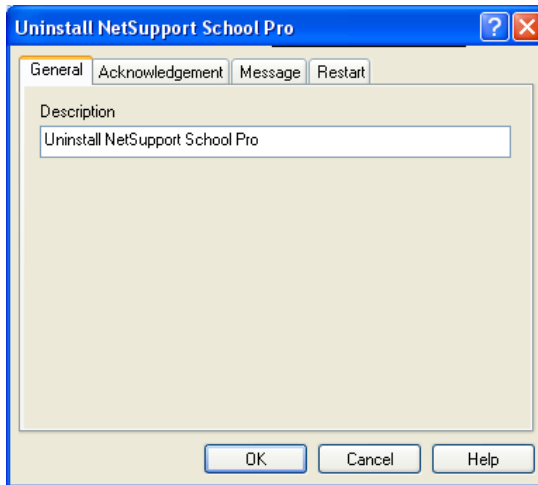 Uninstall NetSupport School Pro
General Acknowledgement Message Restart
Description
Uninstall NetSupport School Pro
OK Cancel Help